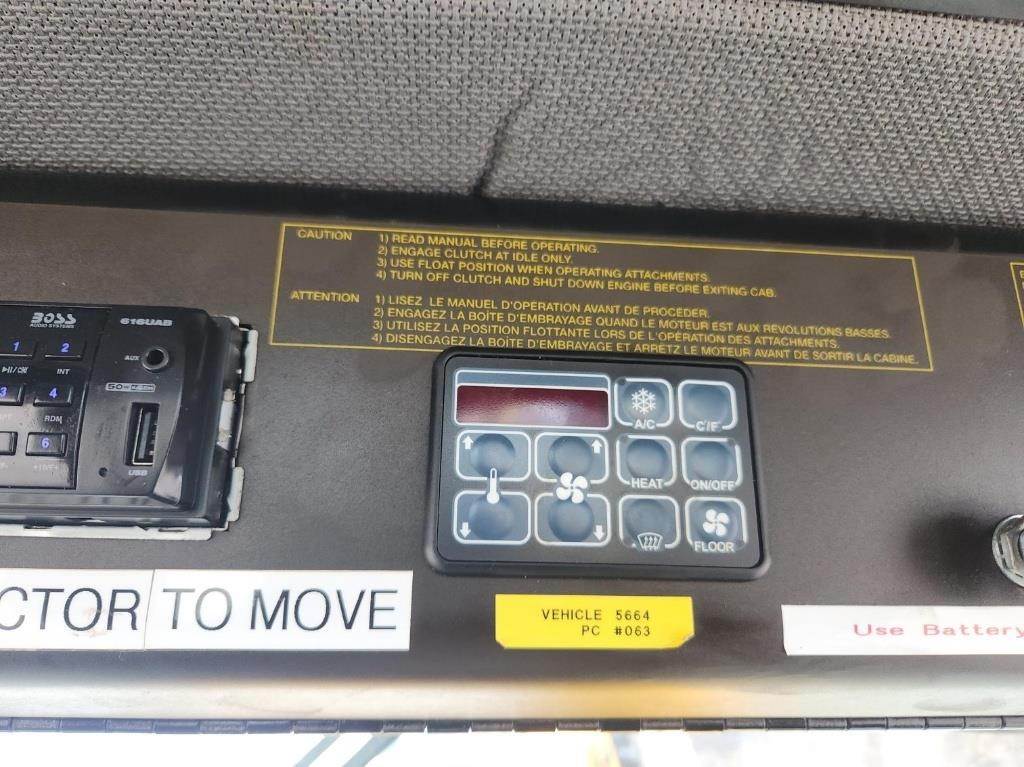 CAUTION 1) READ MANUAL BEFORE OPERATING.
2) ENGAGE CLUTCH AT IDLE ONLY.
3) USE FLOAT POSITION WHEN OPERATING ATTACHMENTS.
4) TURN OFF CLUTCH AND SHUT DOWN ENGINE BEFORE EXITING CAB.
ATTENTION 1) LISEZ LE MANUEL D'OPÉRATION AVANT DE PROCÉDER.
2) ENGAGEZ LA BOÎTE D'EMBRAYAGE QUAND LE MOTEUR EST AUX REVOLUTIONS BASSES.
3) UTILISEZ LA POSITION FLOTTANTE LORS DE L'OPÉRATION DES ATTACHMENTS.
4) DISENGAGEZ LA BOÎTE D'EMBRAYAGE ET ARRETZ LE MOTEUR AVANT DE SORTIR LA CABINE.
BOSS
AUDIO SYSTEMS
616UAB
1 2
AUX
INT
3 4
50W
RDM
6
USB
A/C C/F
HEAT ON/OFF
FLOOR
CTOR TO MOVE
VEHICLE 5664
PC #063
Use Battery